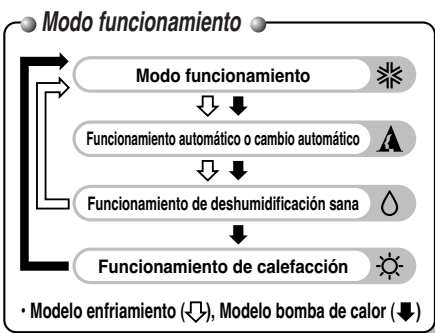 Modo funcionamiento
Modo funcionamiento
Funcionamiento automático o cambio automático
Funcionamiento de deshumidificación sana
Funcionamiento de calefacción
· Modelo enfriamiento (), Modelo bomba de calor ()